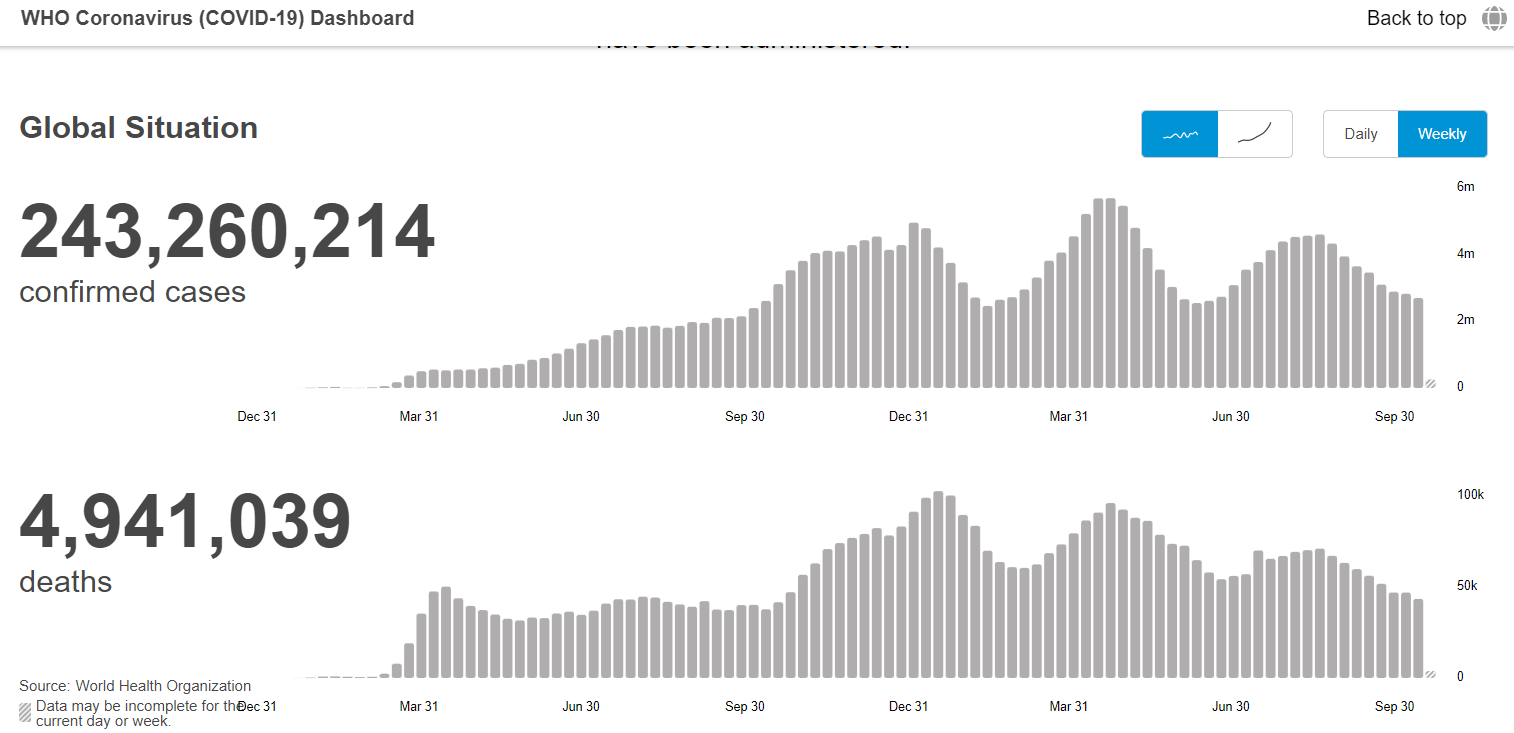 WHO Coronavirus (COVID-19) Dashboard
Back to top
have been administered.
Global Situation
Daily
Weekly
243,260,214
confirmed cases
6m
4m
2m
0
Dec 31
Mar 31
Jun 30
Sep 30
Dec 31
Mar 31
Jun 30
Sep 30
4,941,039
deaths
100k
50k
0
Source: World Health Organization
Data may be incomplete for the
current day or week.
Dec 31
Mar 31
Jun 30
Sep 30
Dec 31
Mar 31
Jun 30
Sep 30